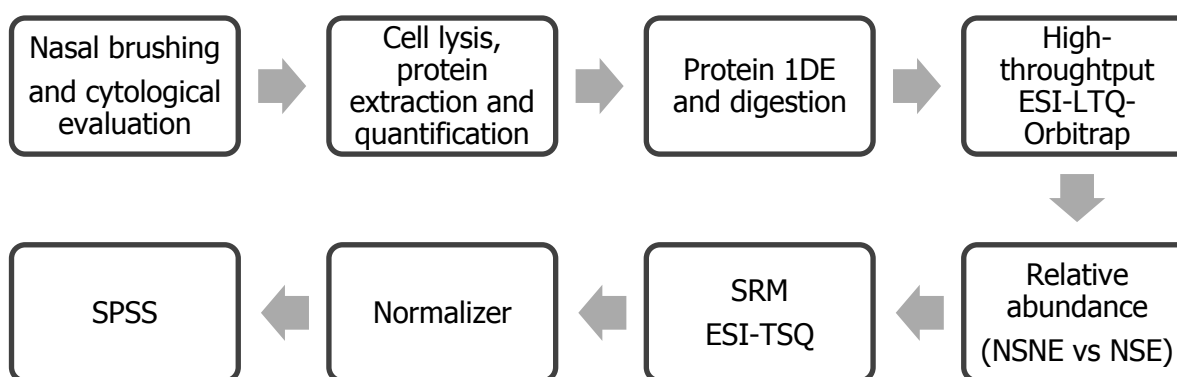 Nasal brushing
and cytological
evaluation
Cell lysis,
protein
extraction and
quantification
Protein 1DE
and digestion
High-
throughtput
ESI-LTQ-
Orbitrap
Relative
abundance
(NSNE vs NSE)
SRM
ESI-TSQ
Normalizer
SPSS